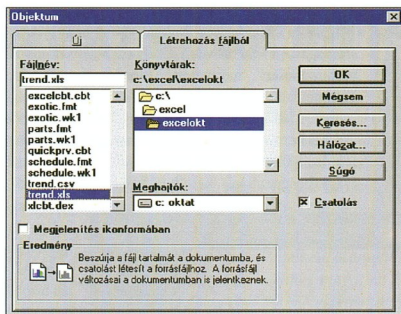 Objektum
Új
Létrehozás fájlból
Fájlnév:
trend.xls
excelcbt.cbt
exotic.fmt
exotic.wk1
parts.fmt
parts.wk1
quickprv.cbt
schedule.fmt
schedule.wk1
trend.csv
trend.xls
xlcbt.dex
Könyvtárak:
c:\excel\excelokt
c:\
excel
excelokt
Meghajtók:
c: oktat
OK
Mégsem
Keresés...
Hálózat...
Súgó
Csatolás
Megjelenítés ikonformában
Eredmény
Beszúrja a fájl tartalmát a dokumentumba, és
csatolást létesít a forrásfájlhoz. A forrásfájl
változásai a dokumentumban is jelentkeznek.